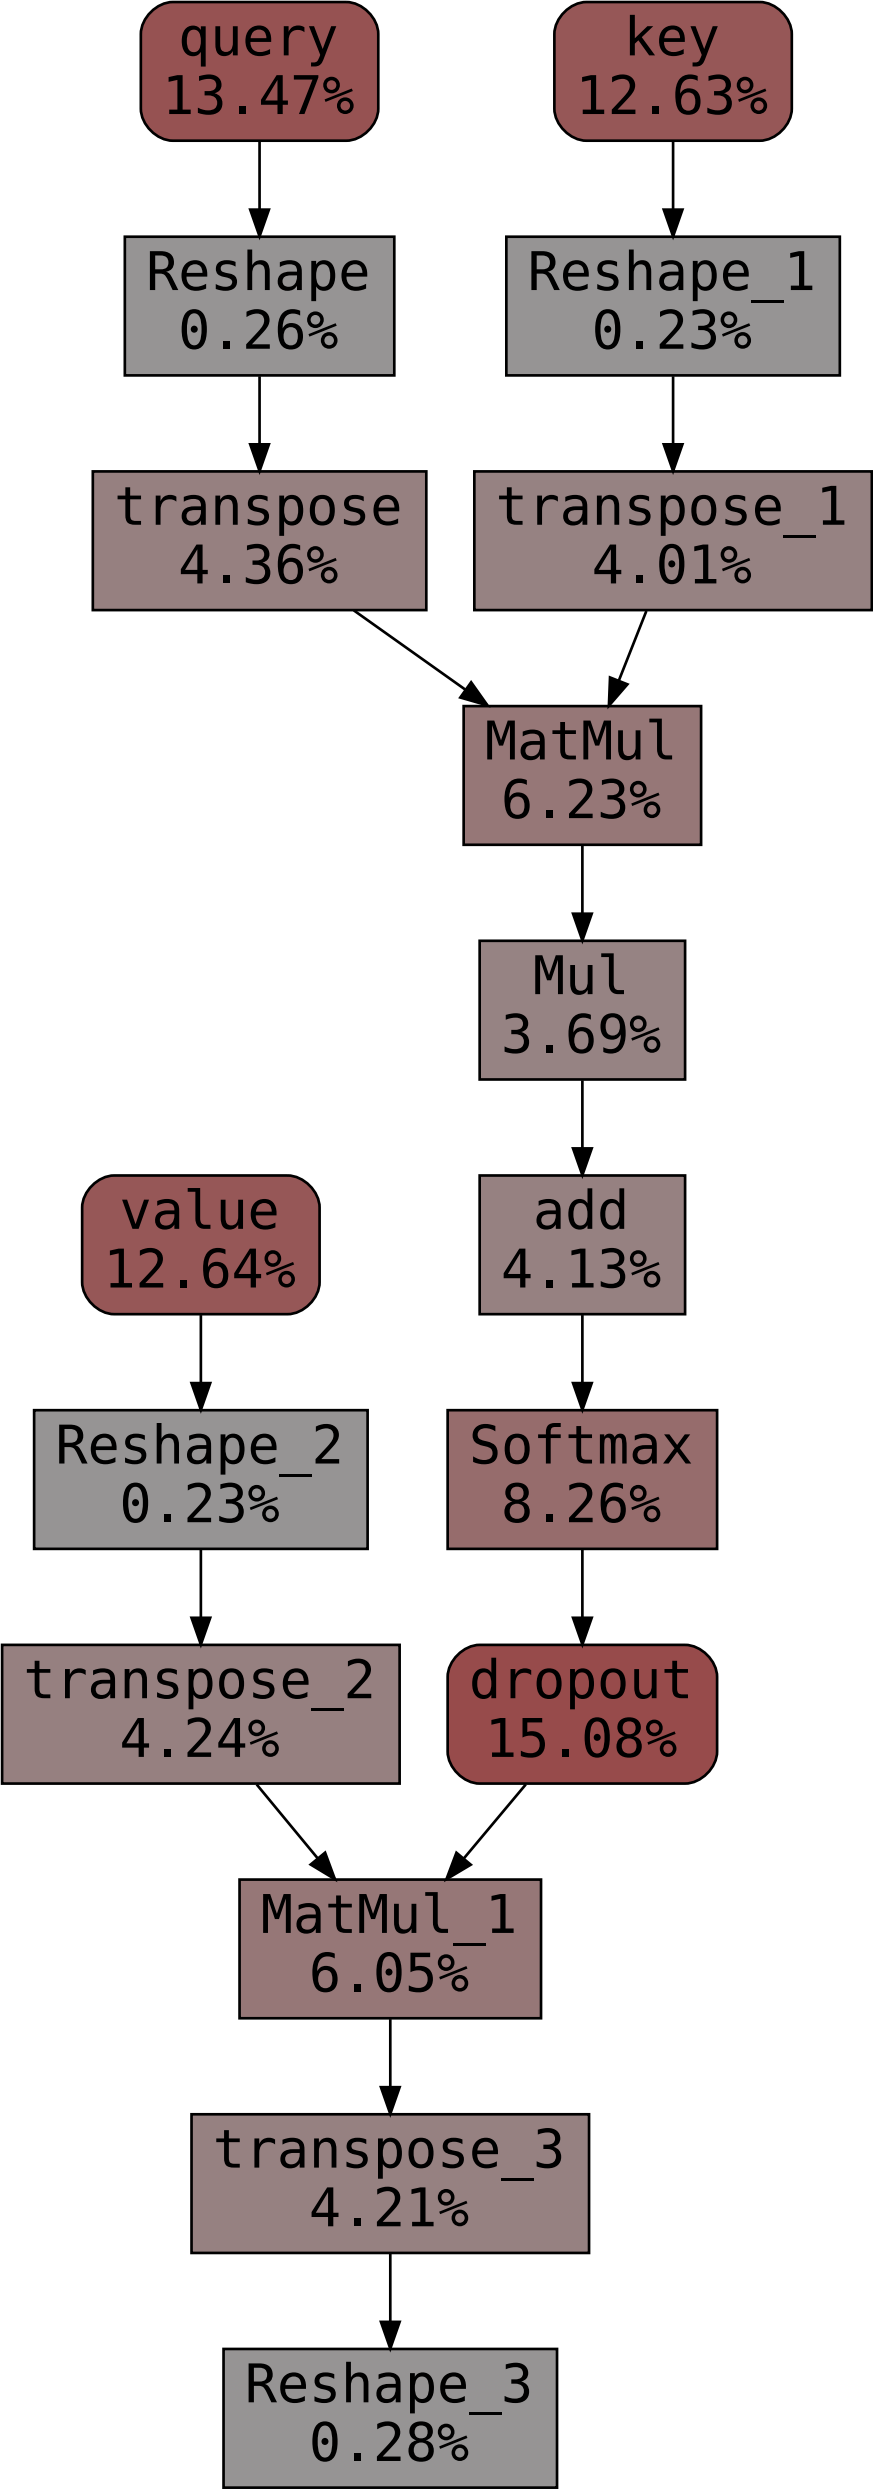 query
13.47%
key
12.63%
Reshape
0.26%
Reshape_1
0.23%
transpose
4.36%
transpose_1
4.01%
MatMul
6.23%
Mul
3.69%
add
4.13%
value
12.64%
Softmax
8.26%
Reshape_2
0.23%
dropout
15.08%
transpose_2
4.24%
MatMul_1
6.05%
transpose_3
4.21%
Reshape_3
0.28%